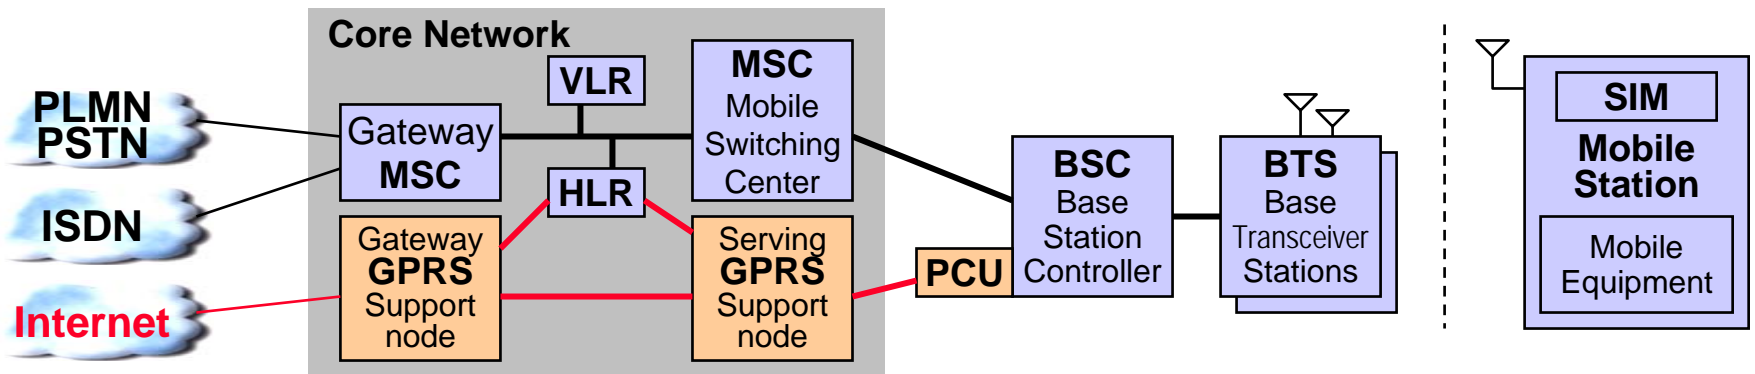 Core Network
PLMN
PSTN
ISDN
Internet
Gateway
MSC
VLR
HLR
MSC
Mobile
Switching
Center
Gateway
GPRS
Support
node
Serving
GPRS
Support
node
PCU
BSC
Base
Station
Controller
BTS
Base
Transceiver
Stations
SIM
Mobile
Station
Mobile
Equipment